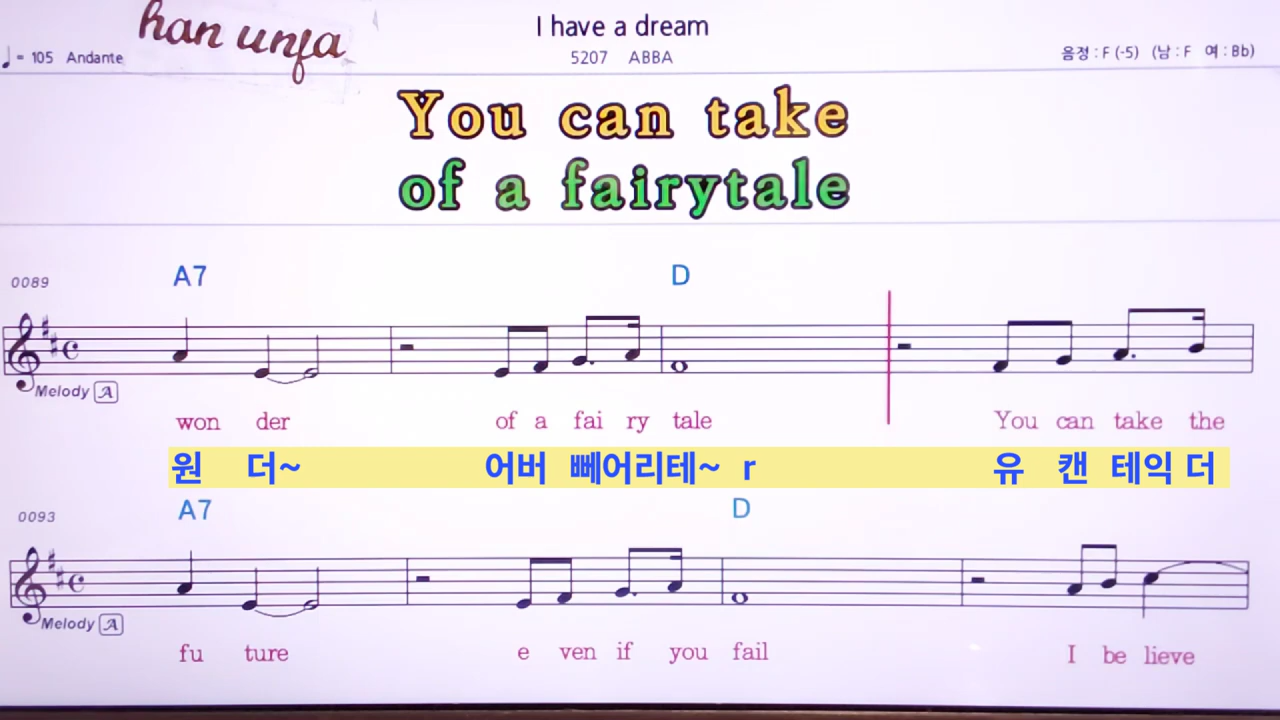 han unja
I have a dream
♩= 105 Andante
5207 ABBA
음정 : F (-5) (남 : F 여 : Bb)
You can take
of a fairytale
0089
A7 D
Melody A
won der of a fai ry tale You can take the
원 더~ 어버 뻬어리테~ r 유 캔 테익 더
0093
A7 D
Melody A
fu ture e ven if you fail I be lieve